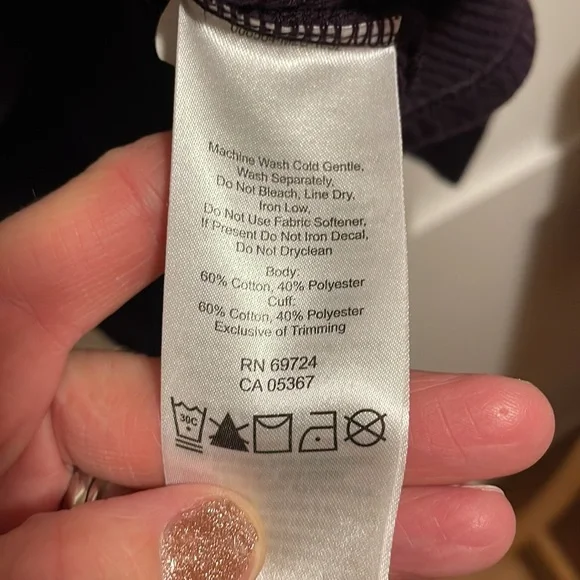 Machine Wash Cold Gentle,
Wash Separately,
Do Not Bleach, Line Dry,
Iron Low,
Do Not Use Fabric Softener,
If Present Do Not Iron Decal,
Do Not Dryclean
Body:
60% Cotton, 40% Polyester
Cuff:
60% Cotton, 40% Polyester
Exclusive of Trimming
RN 69724
CA 05367
30C